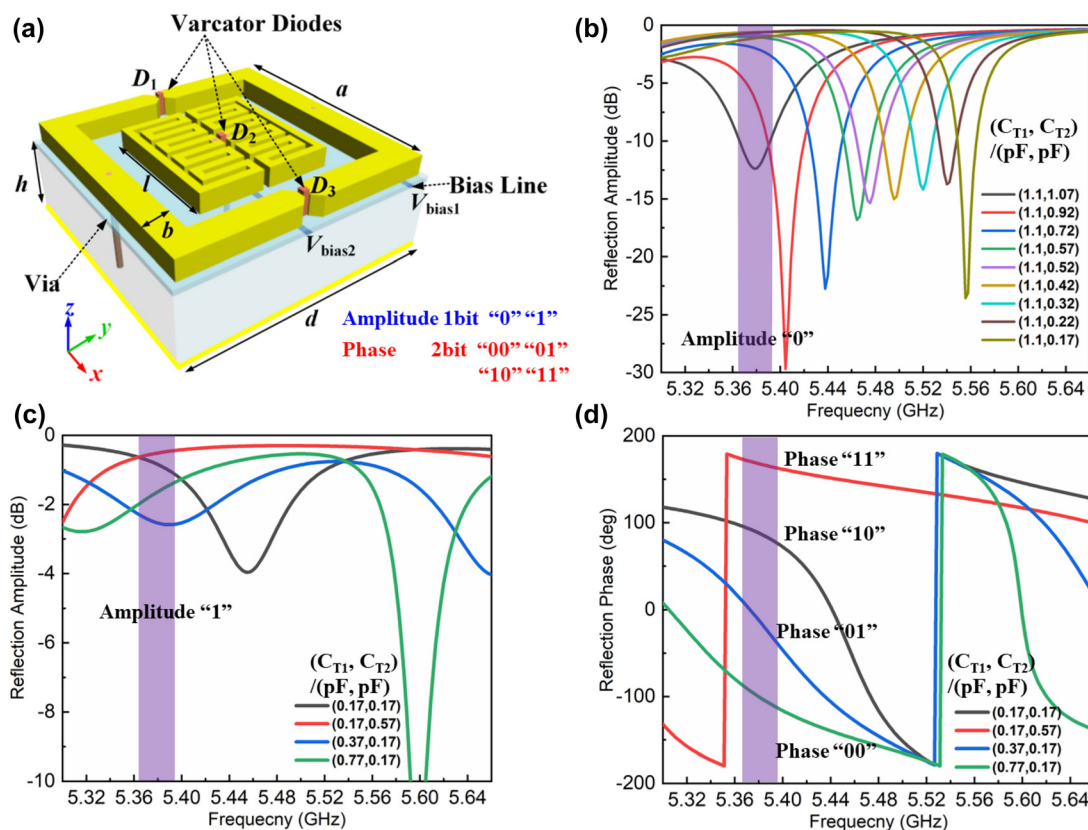 (a)
Varcator Diodes
D1
D2
D3
a
h
l
b
Bias Line
Vbias1
Vbias2
Via
d
z
y
x
Amplitude 1bit “0” “1”
Phase 2bit “00” “01”
“10” “11”
(b)
Reflection Amplitude (dB)
0
-5
-10
-15
-20
-25
-30
(CT1, CT2)
/(pF, pF)
(1.1,1.07)
(1.1,0.92)
(1.1,0.72)
(1.1,0.57)
(1.1,0.52)
(1.1,0.42)
(1.1,0.32)
(1.1,0.22)
(1.1,0.17)
Amplitude “0”
5.32 5.36 5.40 5.44 5.48 5.52 5.56 5.60 5.64
Frequecny (GHz)
(c)
Reflection Amplitude (dB)
0
-2
-4
-6
-8
-10
Amplitude “1”
(CT1, CT2)
/(pF, pF)
(0.17,0.17)
(0.17,0.57)
(0.37,0.17)
(0.77,0.17)
5.32 5.36 5.40 5.44 5.48 5.52 5.56 5.60 5.64
Frequecny (GHz)
(d)
Reflection Phase (deg)
200
100
0
-100
-200
Phase “11”
Phase “10”
Phase “01”
Phase “00”
(CT1, CT2)
/(pF, pF)
(0.17,0.17)
(0.17,0.57)
(0.37,0.17)
(0.77,0.17)
5.32 5.36 5.40 5.44 5.48 5.52 5.56 5.60 5.64
Frequecny (GHz)